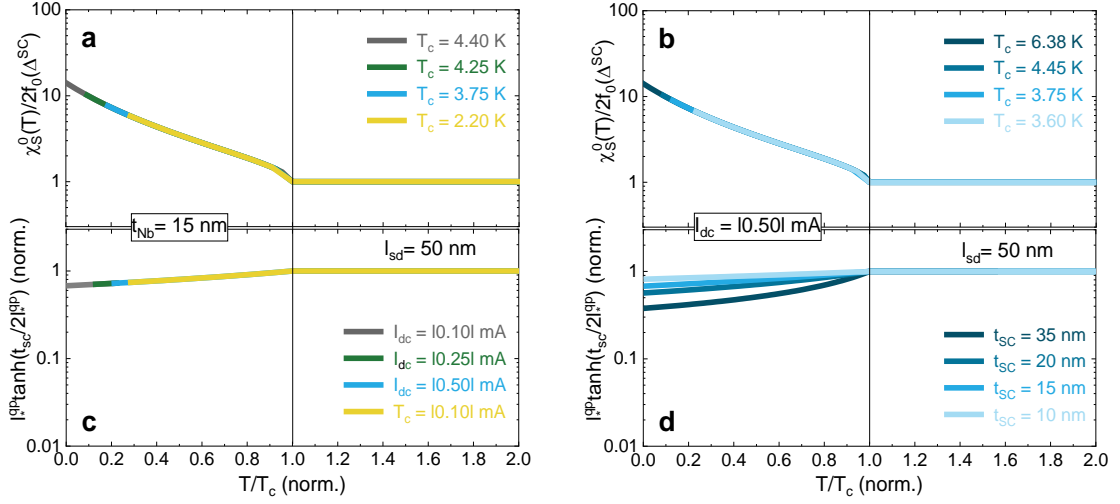 a
T_c = 4.40 K
T_c = 4.25 K
T_c = 3.75 K
T_c = 2.20 K
χ_S^0(T)/2f_0(Δ^SC)
100
10
1
t_Nb = 15 nm
l_sd = 50 nm
l_*^qp tanh(t_sc/2l_*^qp) (norm.)
1
0.1
0.01
I_dc = |0.10| mA
I_dc = |0.25| mA
I_dc = |0.50| mA
T_c = |0.10| mA
c
0.0 0.2 0.4 0.6 0.8 1.0 1.2 1.4 1.6 1.8 2.0
T/T_c (norm.)
b
T_c = 6.38 K
T_c = 4.45 K
T_c = 3.75 K
T_c = 3.60 K
χ_S^0(T)/2f_0(Δ^SC)
100
10
1
I_dc = |0.50| mA
l_sd = 50 nm
l_*^qp tanh(t_sc/2l_*^qp) (norm.)
1
0.1
0.01
t_SC = 35 nm
t_SC = 20 nm
t_SC = 15 nm
t_SC = 10 nm
d
0.0 0.2 0.4 0.6 0.8 1.0 1.2 1.4 1.6 1.8 2.0
T/T_c (norm.)